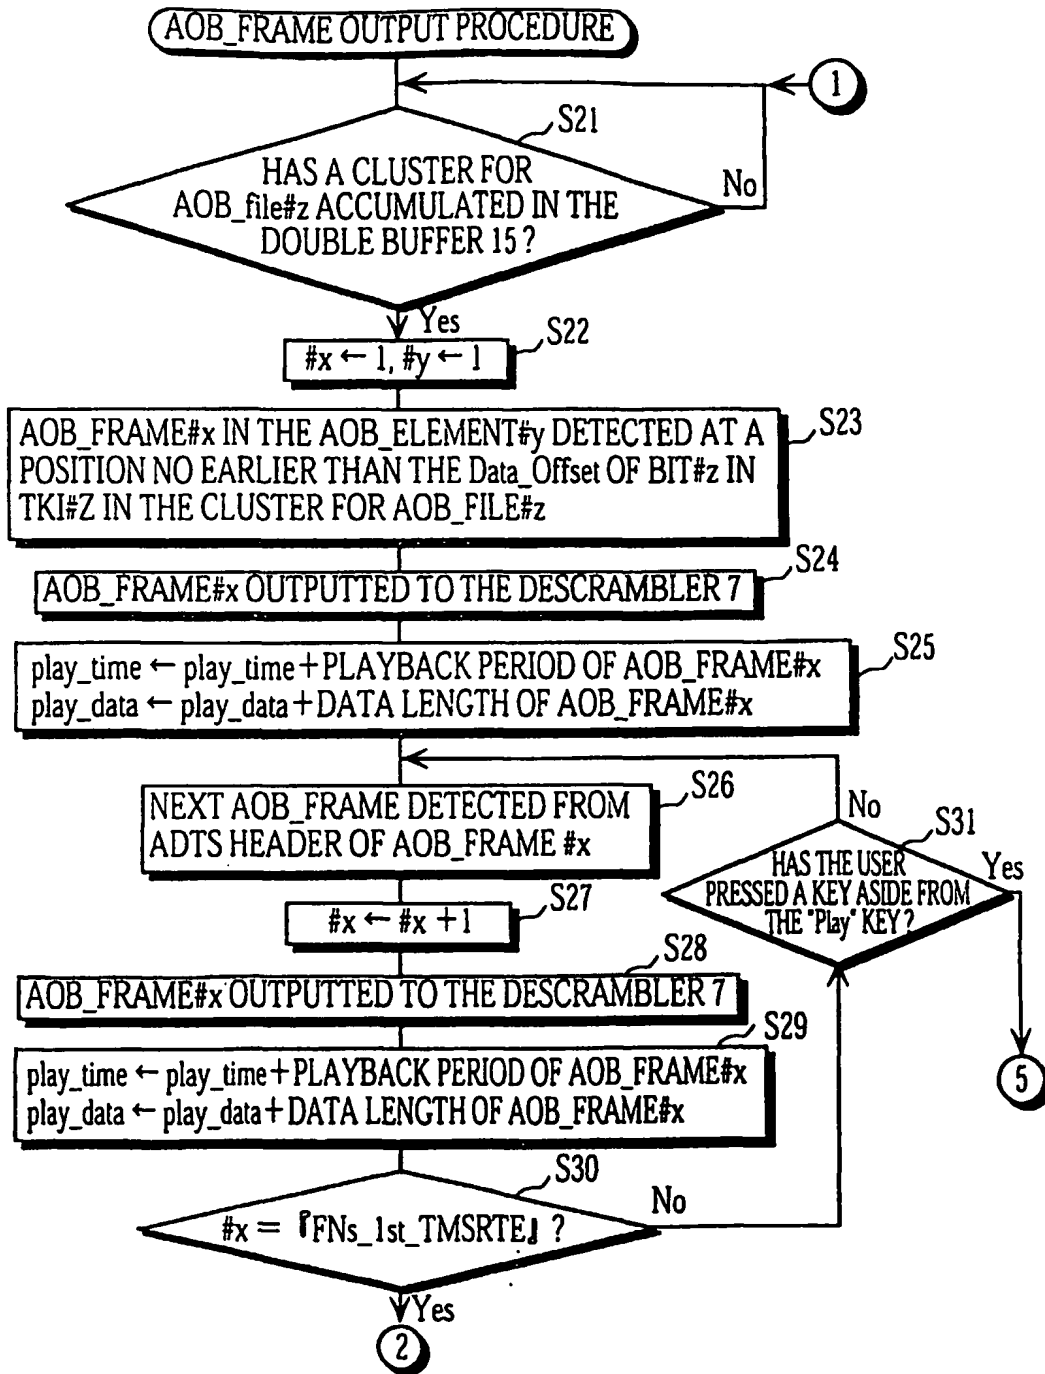 AOB_FRAME OUTPUT PROCEDURE
1
S21
HAS A CLUSTER FOR
AOB_file#z ACCUMULATED IN THE
DOUBLE BUFFER 15 ?
No
Yes
S22
#x ← 1, #y ← 1
S23
AOB_FRAME#x IN THE AOB_ELEMENT#y DETECTED AT A
POSITION NO EARLIER THAN THE Data_Offset OF BIT#z IN
TKI#Z IN THE CLUSTER FOR AOB_FILE#z
S24
AOB_FRAME#x OUTPUTTED TO THE DESCRAMBLER 7
S25
play_time ← play_time+PLAYBACK PERIOD OF AOB_FRAME#x
play_data ← play_data+DATA LENGTH OF AOB_FRAME#x
S26
NEXT AOB_FRAME DETECTED FROM
ADTS HEADER OF AOB_FRAME #x
No
S31
HAS THE USER
PRESSED A KEY ASIDE FROM
THE "Play" KEY ?
Yes
S27
#x ← #x +1
S28
AOB_FRAME#x OUTPUTTED TO THE DESCRAMBLER 7
S29
play_time ← play_time+PLAYBACK PERIOD OF AOB_FRAME#x
play_data ← play_data+DATA LENGTH OF AOB_FRAME#x
5
S30
#x = 『FNs_1st_TMSRTE』 ?
No
Yes
2